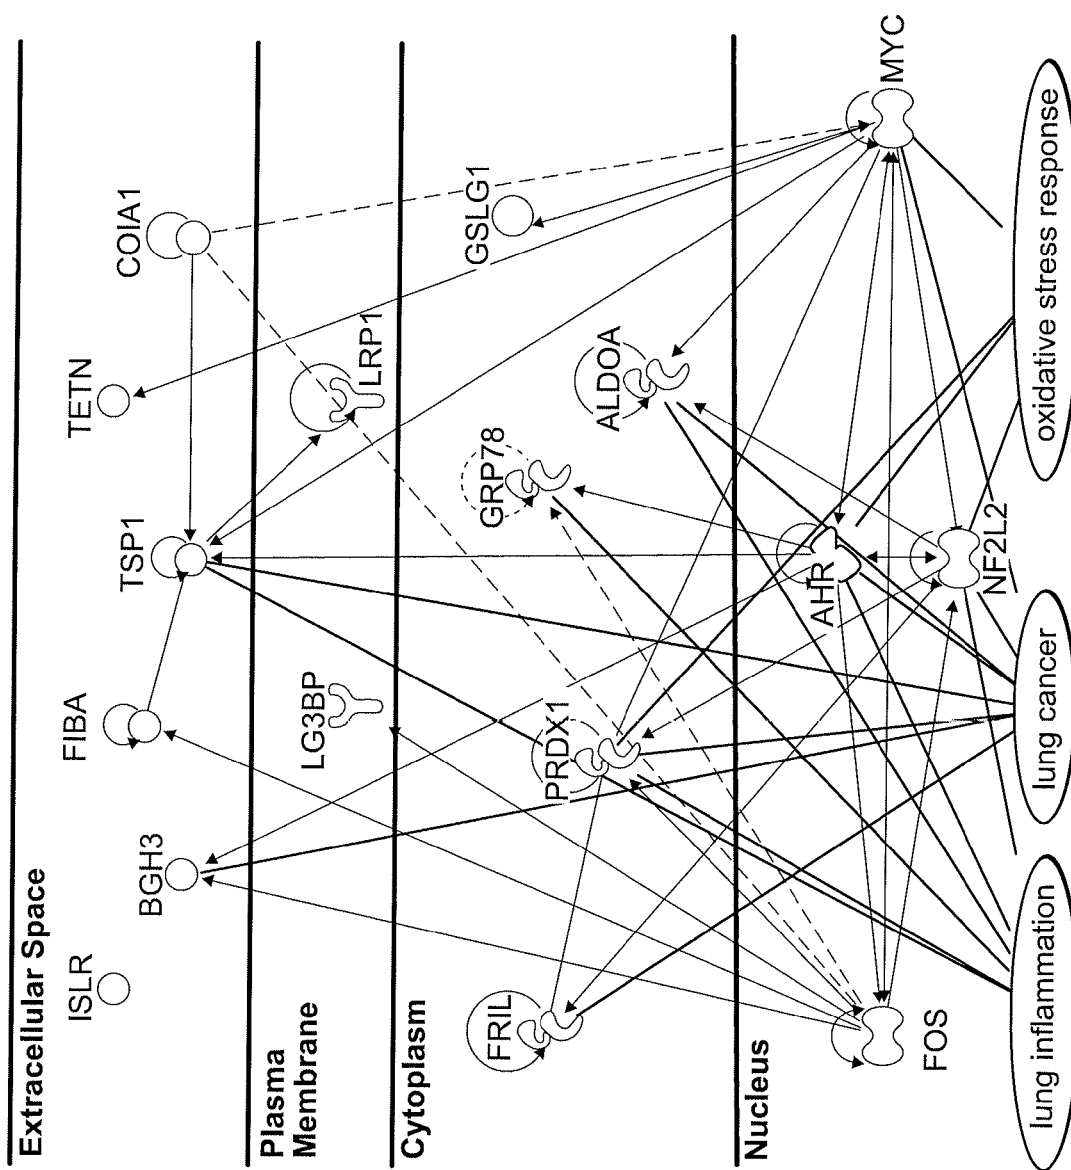 Extracellular Space
ISLR
BGH3
FIBA
TSP1
TETN
COIA1
Plasma
Membrane
LG3BP
LRP1
Cytoplasm
FRIL
PRDX1
GRP78
ALDOA
GSLG1
Nucleus
FOS
AHR
NF2L2
MYC
lung inflammation
lung cancer
oxidative stress response